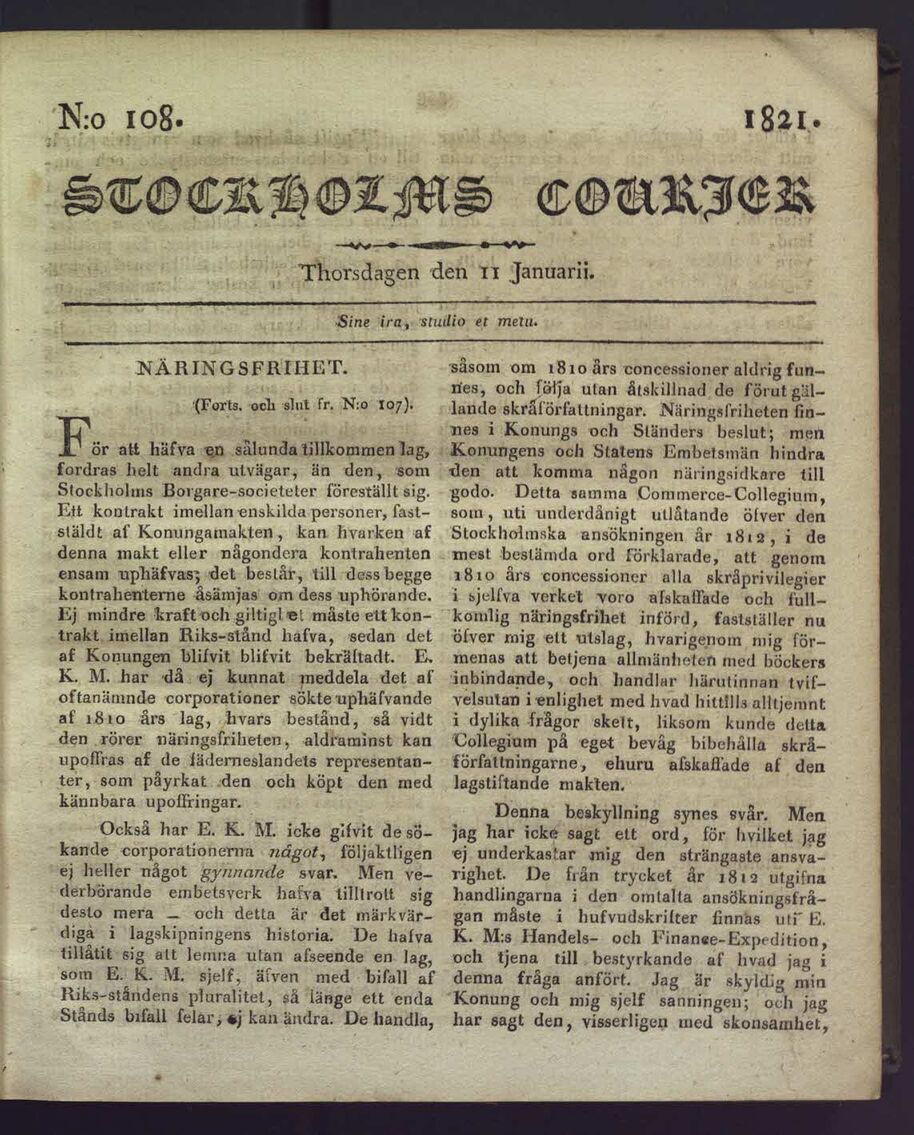 N:o 108.
1821.
STOCKHOLMS COURIER
Thorsdagen den 11 Januarii.
Sine ira, studio et metu.
NÄRINGSFRIHET.
(Forts. och slut fr. N:o 107).
För att häfva en sålunda tillkommen lag,
fordras helt andra utvägar, än den, som
Stockholms Borgare-societeter föreställt sig.
Ett kontrakt imellan enskilda personer, fast-
stäldt af Konungamakten, kan hvarken af
denna makt eller någondera kontrahenten
ensam uphäfvas; det består, till dess begge
kontrahenterne åsämjas om dess uphörande.
Ej mindre kraft och giltighet måste ett kon-
trakt imellan Riks-stånd hafva, sedan det
af Konungen blifvit blifvit bekräftadt. E.
K. M. har då ej kunnat meddela det af
oftanämnde corporationer sökte uphäfvande
af 1810 års lag, hvars bestånd, så vidt
den rörer näringsfriheten, aldraminst kan
upoffras af de fäderneslandets representan-
ter, som påyrkat den och köpt den med
kännbara upoffringar.
Också har E. K. M. icke gifvit de sö-
kande corporationerna något, följaktligen
ej heller något gynnande svar. Men ve-
derbörande embetsverk hafva tilltrott sig
desto mera — och detta är det märkvär-
diga i lagskipningens historia. De hafva
tillåtit sig att lemna utan afseende en lag,
som E. K. M. sjelf, äfven med bifall af
Riks-ståndens pluralitet, så länge ett enda
Stånds bifall felar, ej kan ändra. De handla,
såsom om 1810 års concessioner aldrig fun-
nes, och följa utan åtskillnad de förut gäl-
lande skråförfattningar. Näringsfriheten fin-
nes i Konungs och Ständers beslut; men
Konungens och Statens Embetsmän hindra
den att komma någon näringsidkare till
godo. Detta samma Commerce-Collegium,
som, uti underdånigt utlåtande öfver den
Stockholmska ansökningen år 1812, i de
mest bestämda ord förklarade, att genom
1810 års concessioner alla skråprivilegier
i sjelfva verket voro afskaffade och full-
komlig näringsfrihet införd, fastställer nu
öfver mig ett utslag, hvarigenom mig för-
menas att betjena allmänheten med böckers
inbindande, och handlar härutinnan tvif-
velsutan i enlighet med hvad hittills alltjemnt
i dylika frågor skett, liksom kunde detta
Collegium på eget bevåg bibehålla skrå-
författningarne, ehuru afskaffade af den
lagstiftande makten.
Denna beskyllning synes svår. Men
jag har icke sagt ett ord, för hvilket jag
ej underkastar mig den strängaste ansva-
righet. De från trycket år 1812 utgifna
handlingarna i den omtalta ansökningsfrå-
gan måste i hufvudskrifter finnas uti E.
K. M:s Handels- och Finance-Expedition,
och tjena till bestyrkande af hvad jag i
denna fråga anfört. Jag är skyldig min
Konung och mig sjelf sanningen; och jag
har sagt den, visserligen med skonsamhet,